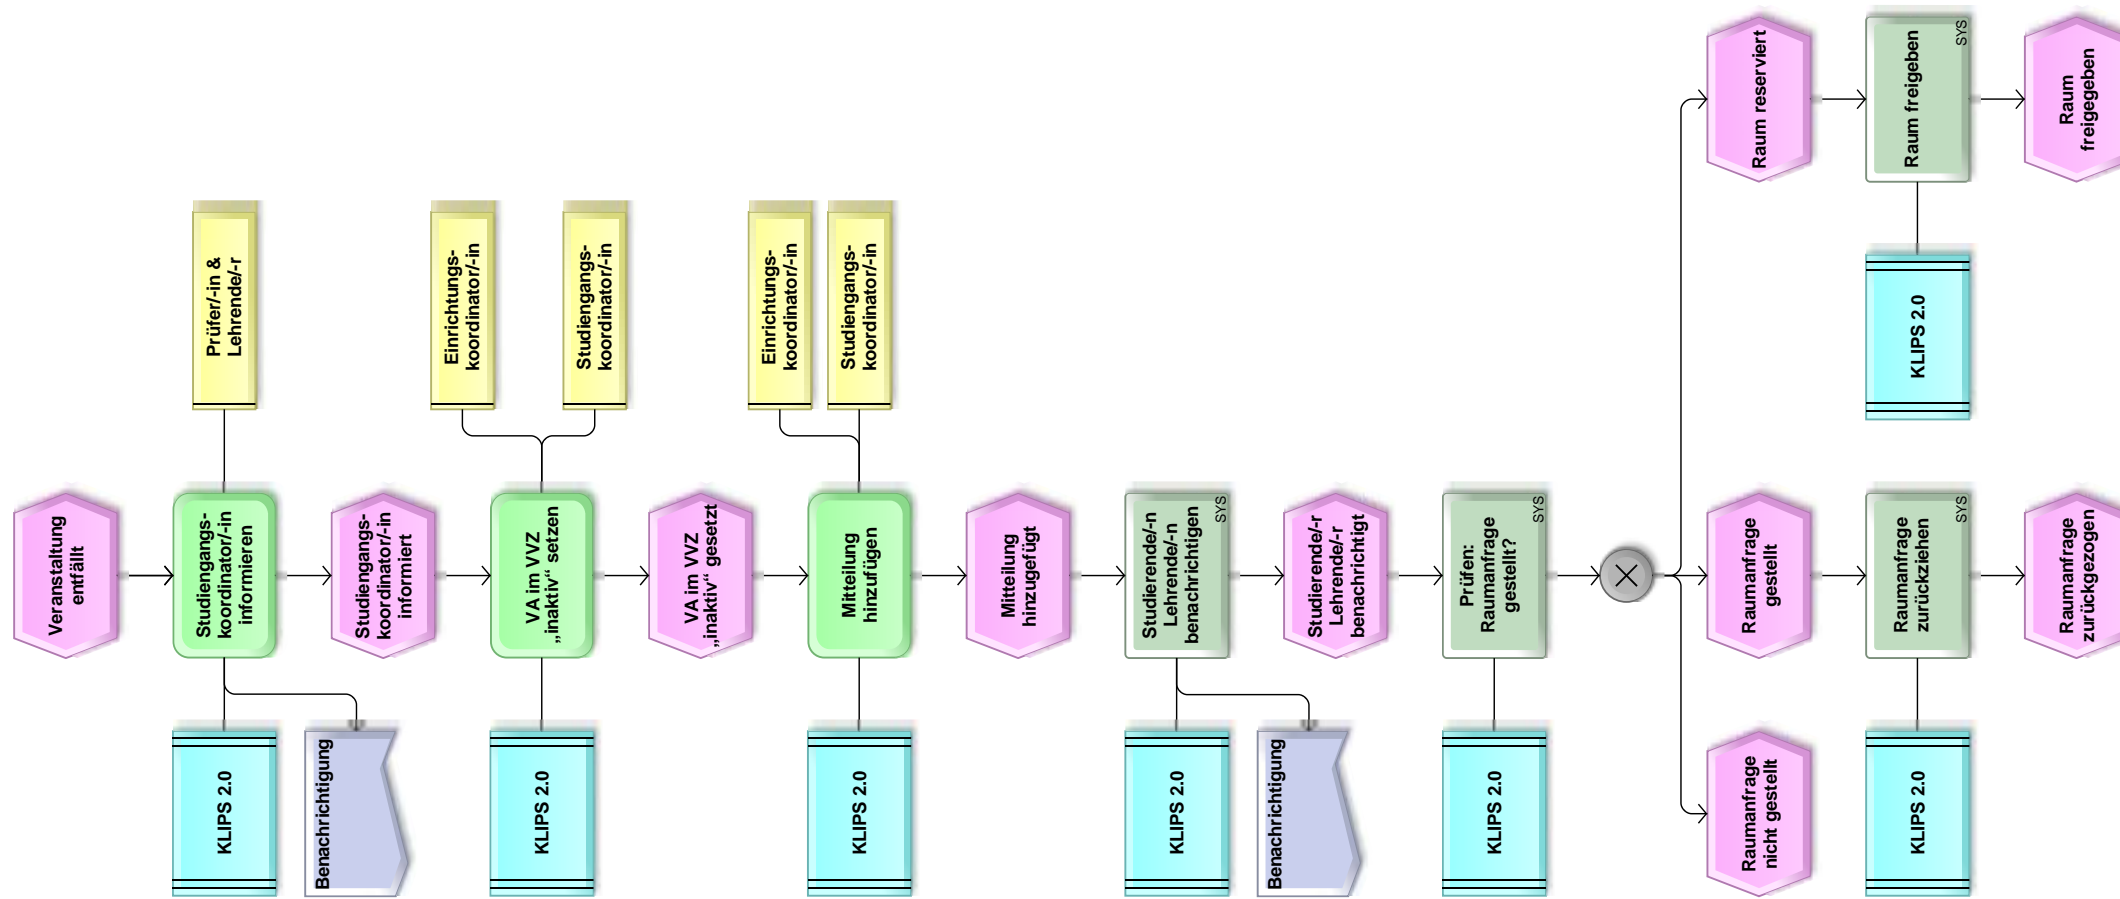 Veranstaltung
entfällt
Prüfer/-in &
Lehrende/-r
Studiengangs-
koordinator/-in
informieren
KLIPS 2.0
Benachrichtigung
Studiengangs-
koordinator/-in
informiert
Einrichtungs-
koordinator/-in
Studiengangs-
koordinator/-in
VA im VVZ
„inaktiv“ setzen
KLIPS 2.0
VA im VVZ
„inaktiv“ gesetzt
Einrichtungs-
koordinator/-in
Studiengangs-
koordinator/-in
Mitteilung
hinzufügen
KLIPS 2.0
Mitteilung
hinzugefügt
Studierende/-n
Lehrende/-n
benachrichtigen
SYS
KLIPS 2.0
Benachrichtigung
Studierende/-r
Lehrende/-r
benachrichtigt
Prüfen:
Raumanfrage
gestellt?
SYS
KLIPS 2.0
Raum reserviert
Raum freigeben
SYS
KLIPS 2.0
Raum
freigegeben
Raumanfrage
gestellt
Raumanfrage
zurückziehen
SYS
KLIPS 2.0
Raumanfrage
zurückgezogen
Raumanfrage
nicht gestellt